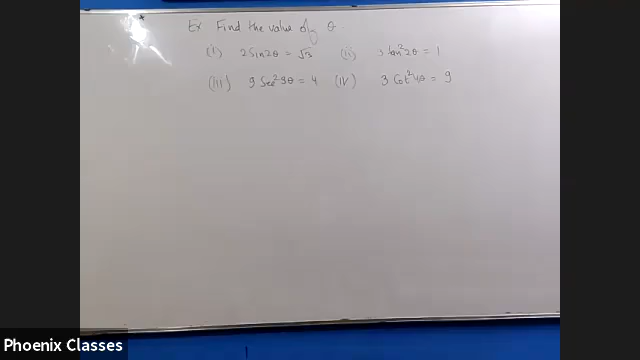 Ex Find the value of θ.
(i) 2 Sin2θ = √3 (ii) 3 tan²2θ = 1
(iii) 9 Sec²9θ = 4 (iv) 3 Cot²4θ = 9
Phoenix Classes